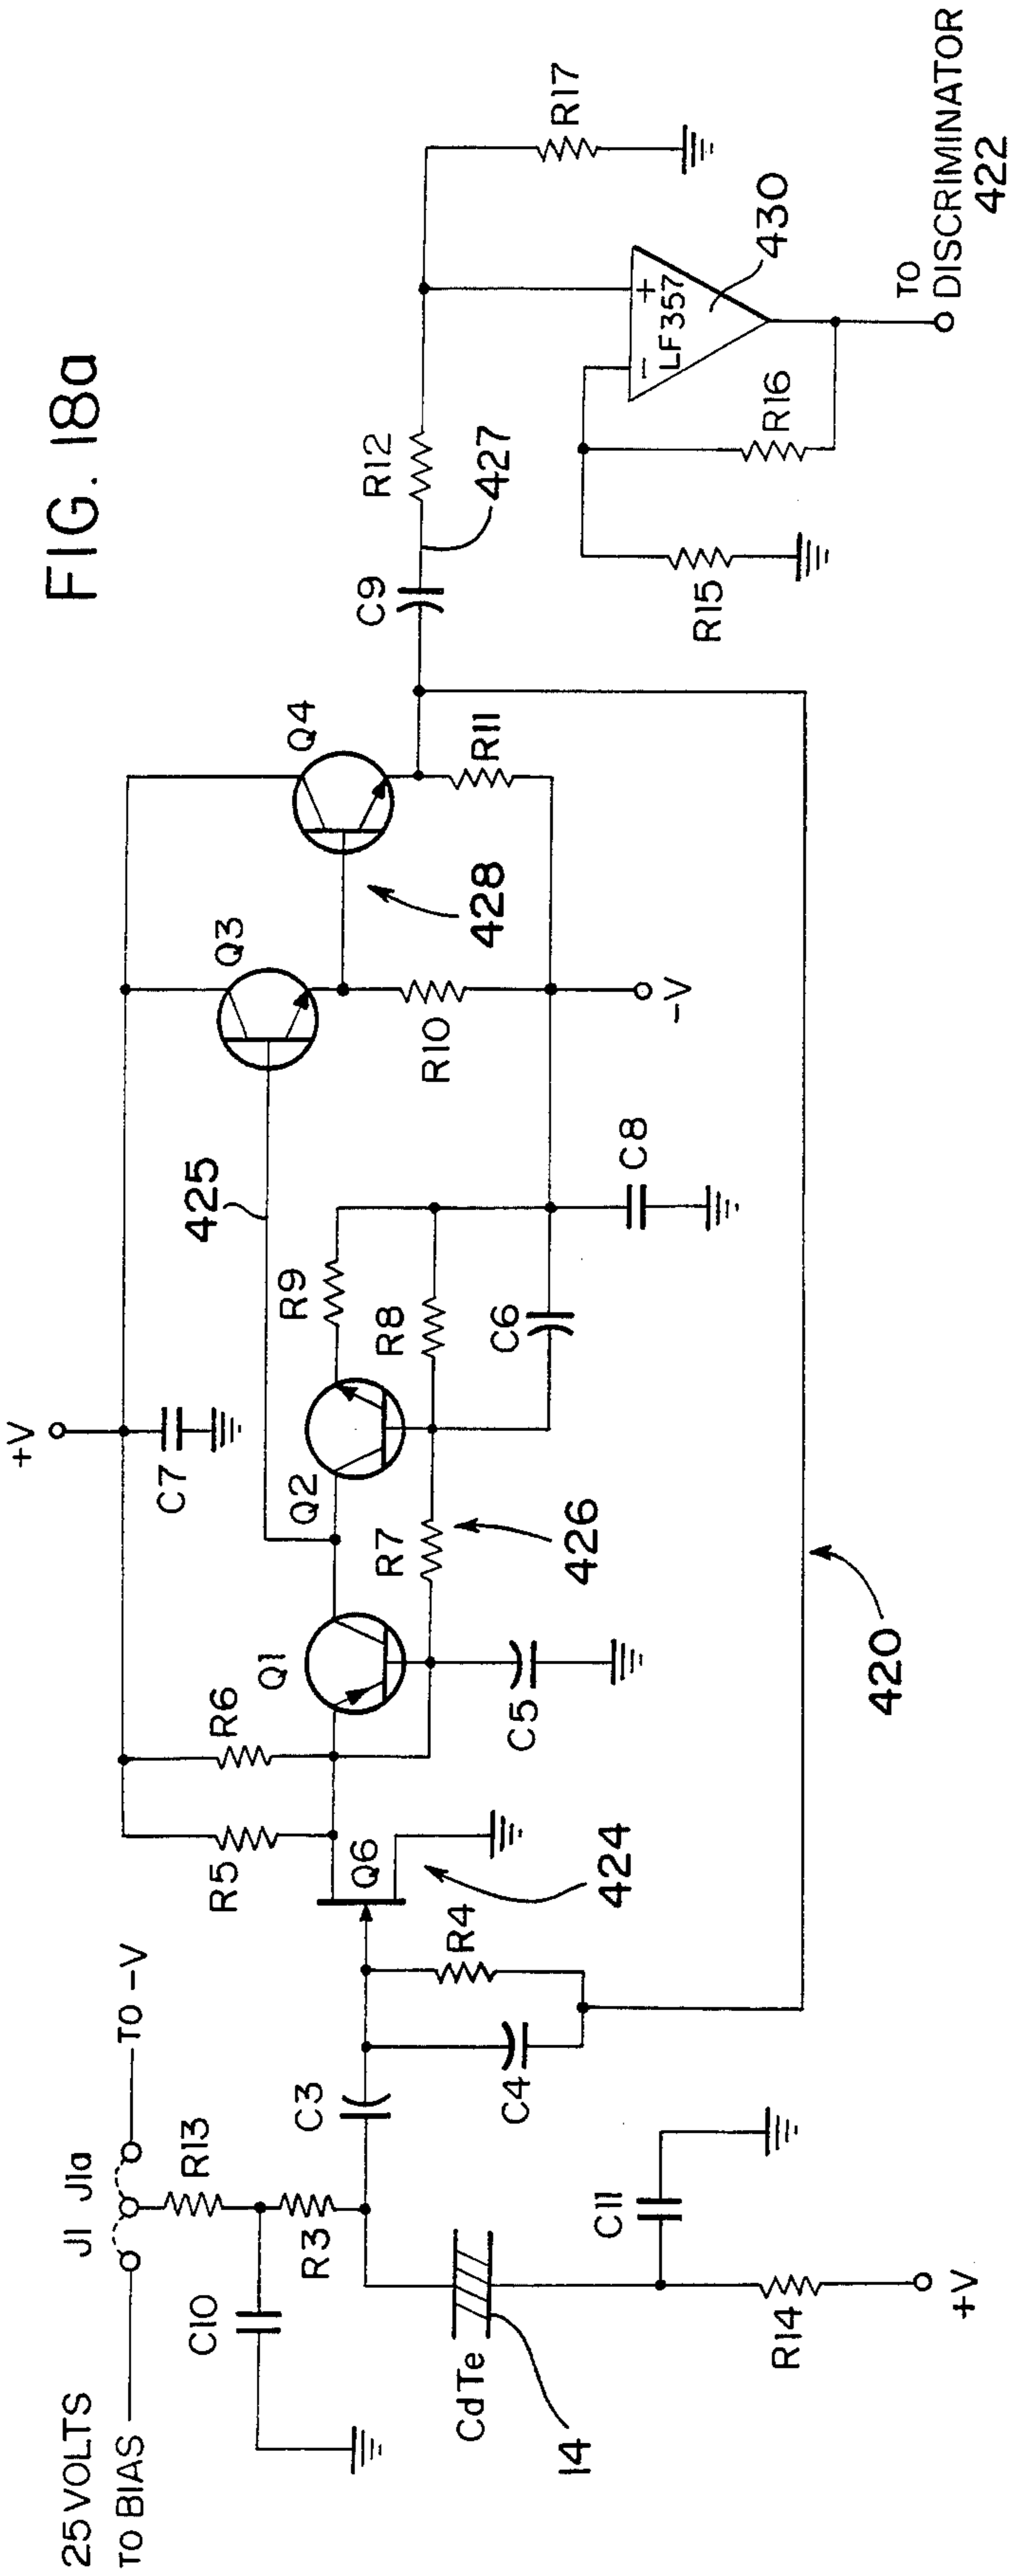 FIG. 18a
25 VOLTS
TO BIAS
J1 J1a
TO -V
R13
C10
R3
C3
CdTe
14
C11
R14
+V
C4
R4
Q6
424
R5
R6
Q1
C5
R7
426
Q2
+V
C7
R9
R8
C6
C8
425
Q3
R10
-V
428
Q4
R11
420
C9
427
R12
R17
+
−
LF357
430
R16
R15
TO
DISCRIMINATOR
422